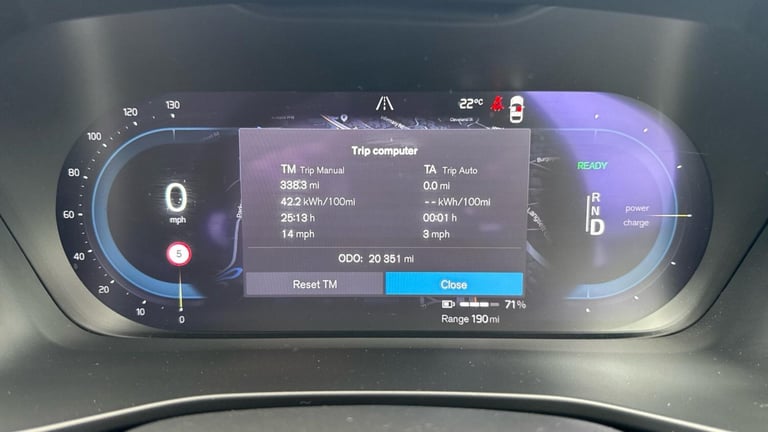 22°C
130
120
100
80
60
40
20
10
0
0
mph
5
Trip computer
TM Trip Manual
TA Trip Auto
338.3 mi
0.0 mi
42.2 kWh/100mi
-- kWh/100mi
25:13 h
00:01 h
14 mph
3 mph
ODO: 20 351 mi
Reset TM
Close
READY
R
N
D
power
charge
71%
Range 190 mi